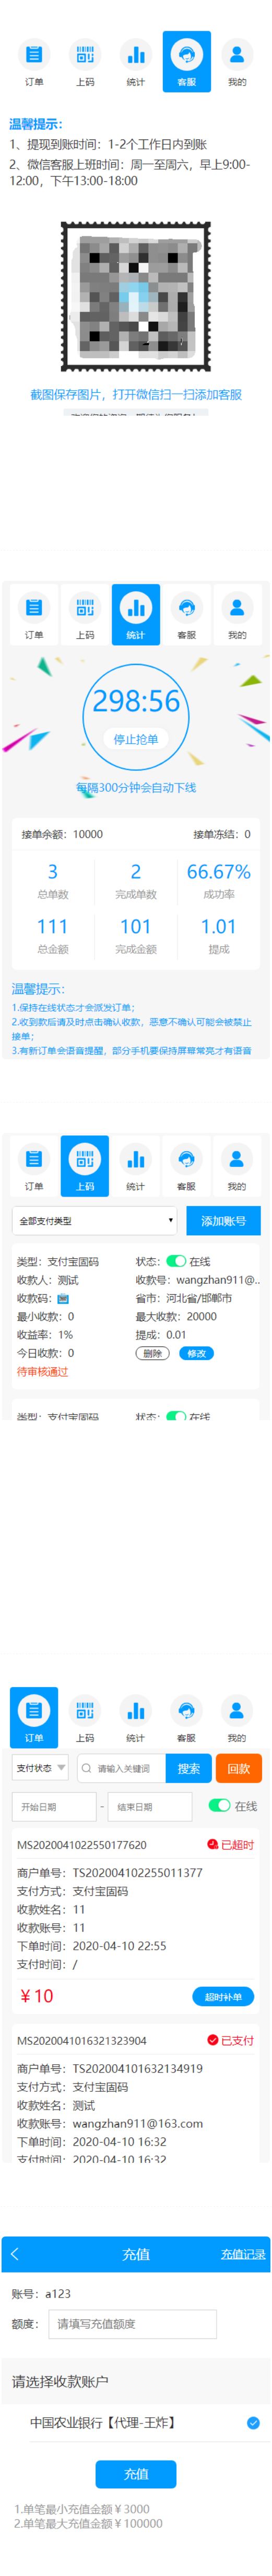 订单 上码 统计 客服 我的
温馨提示：
1、提现到账时间：1-2个工作日内到账
2、微信客服上班时间：周一至周六，早上9:00-
12:00，下午13:00-18:00
截图保存图片，打开微信扫一扫添加客服
订单 上码 统计 客服 我的
298:56
停止抢单
每隔300分钟会自动下线
接单余额：10000 接单冻结：0
3 2 66.67%
总单数 完成单数 成功率
111 101 1.01
总金额 完成金额 提成
温馨提示：
1.保持在线状态才会派发订单；
2.收到款后请及时点击确认收款，恶意不确认可能会被禁止
接单；
3.有新订单会语音提醒，部分手机要保持屏幕常亮才有语音
订单 上码 统计 客服 我的
全部支付类型 添加账号
类型：支付宝固码 状态： 在线
收款人：测试 收款号：wangzhan911@..
收款码： 省市：河北省/邯郸市
最小收款：0 最大收款：20000
收益率：1% 提成：0.01
今日收款：0 删除 修改
待审核通过
类型：支付宝固码 状态： 在线
订单 上码 统计 客服 我的
支付状态 请输入关键词 搜索 回款
开始日期 - 结束日期 在线
MS2020041022550177620 已超时
商户单号：TS202004102255011377
支付方式：支付宝固码
收款姓名：11
收款账号：11
下单时间：2020-04-10 22:55
支付时间：/
￥10 超时补单
MS2020041016321323904 已支付
商户单号：TS202004101632134919
支付方式：支付宝固码
收款姓名：测试
收款账号：wangzhan911@163.com
下单时间：2020-04-10 16:32
支付时间：2020-04-10 16:32
充值 充值记录
账号：a123
额度： 请填写充值额度
请选择收款账户
中国农业银行【代理-王炸】
充值
1.单笔最小充值金额￥3000
2.单笔最大充值金额￥100000